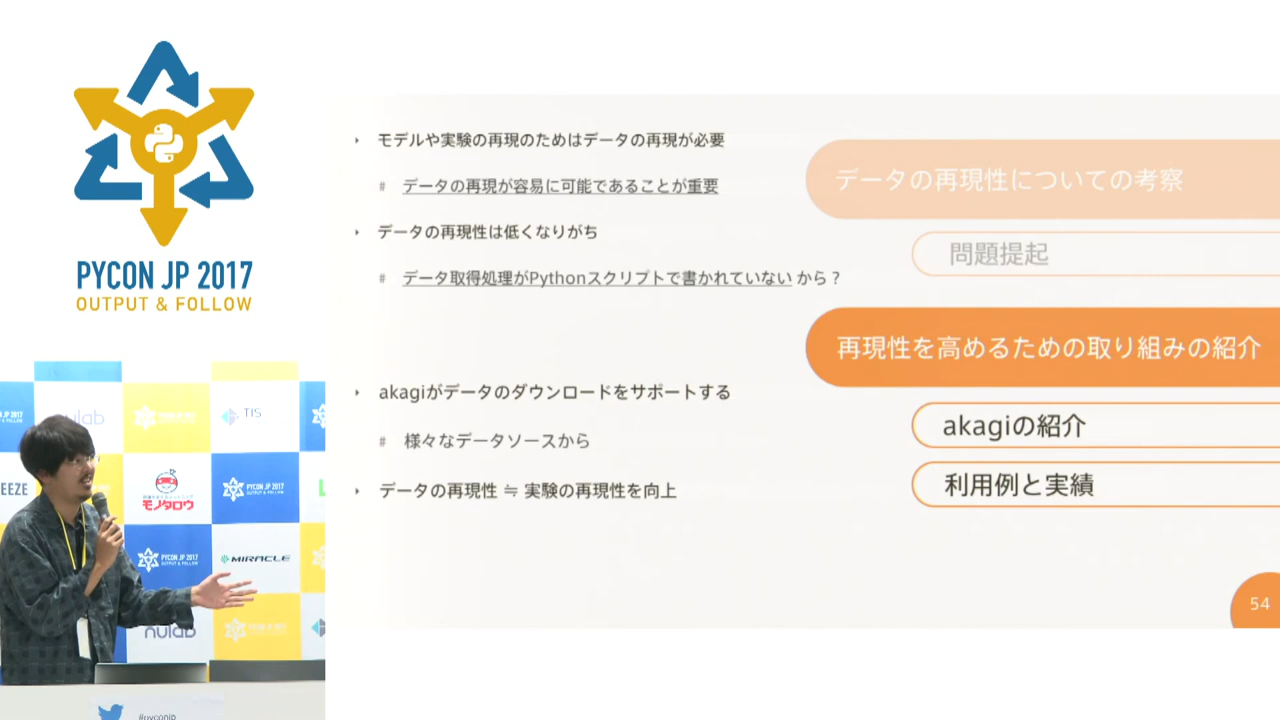 PYCON JP 2017
OUTPUT & FOLLOW
モデルや実験の再現のためはデータの再現が必要
# データの再現が容易に可能であることが重要
データの再現性は低くなりがち
# データ取得処理がPythonスクリプトで書かれていない から？
akagiがデータのダウンロードをサポートする
# 様々なデータソースから
データの再現性 ≒ 実験の再現性を向上
データの再現性についての考察
問題提起
再現性を高めるための取り組みの紹介
akagiの紹介
利用例と実績
54
nulab
TIS
EEZE
モノタロウ
PYCON JP 2017
OUTPUT & FOLLOW
PYCON JP 2017
MIRACLE
nulab
#pyconjp